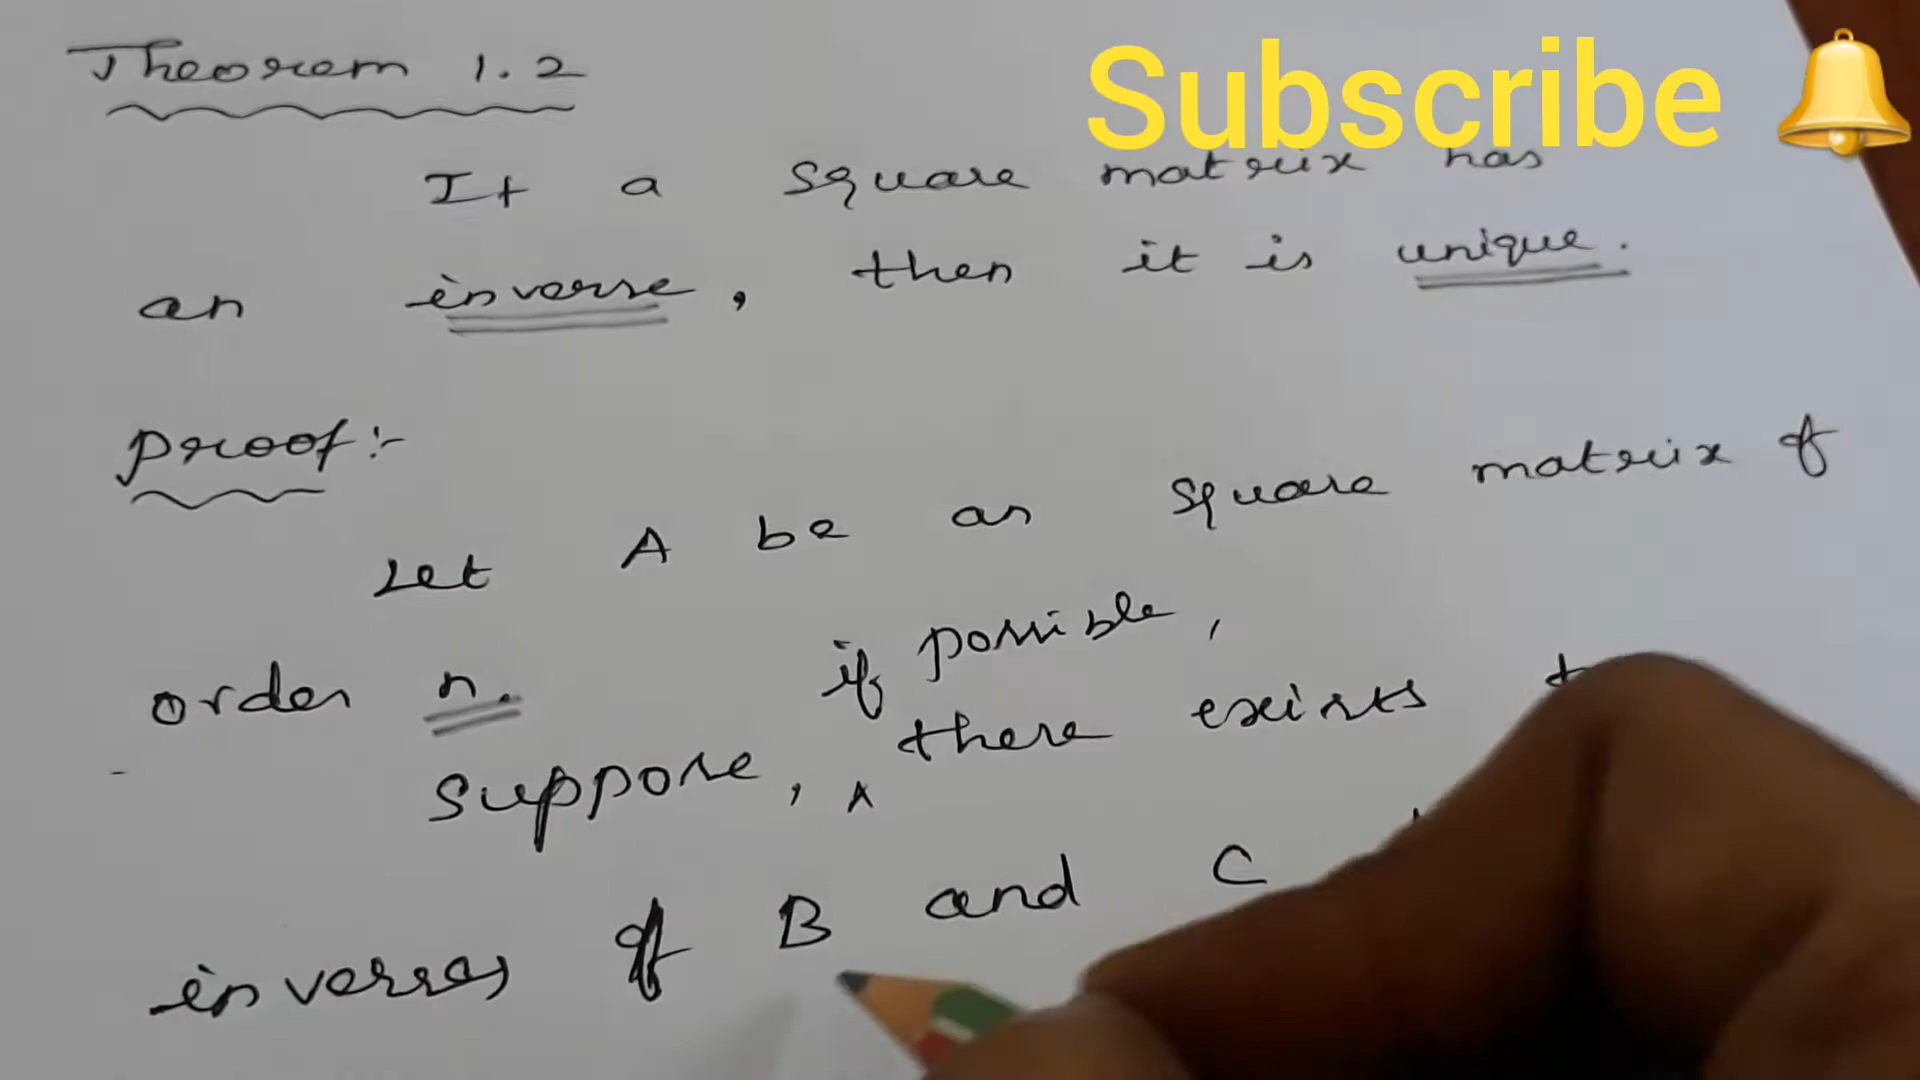 Theorem 1.2
Subscribe
If a square matrix has
an inverse, then it is unique.
Proof:-
Let A be an square matrix of
order n.
if possible,
suppose, ʌ there exists
inverses of B and C